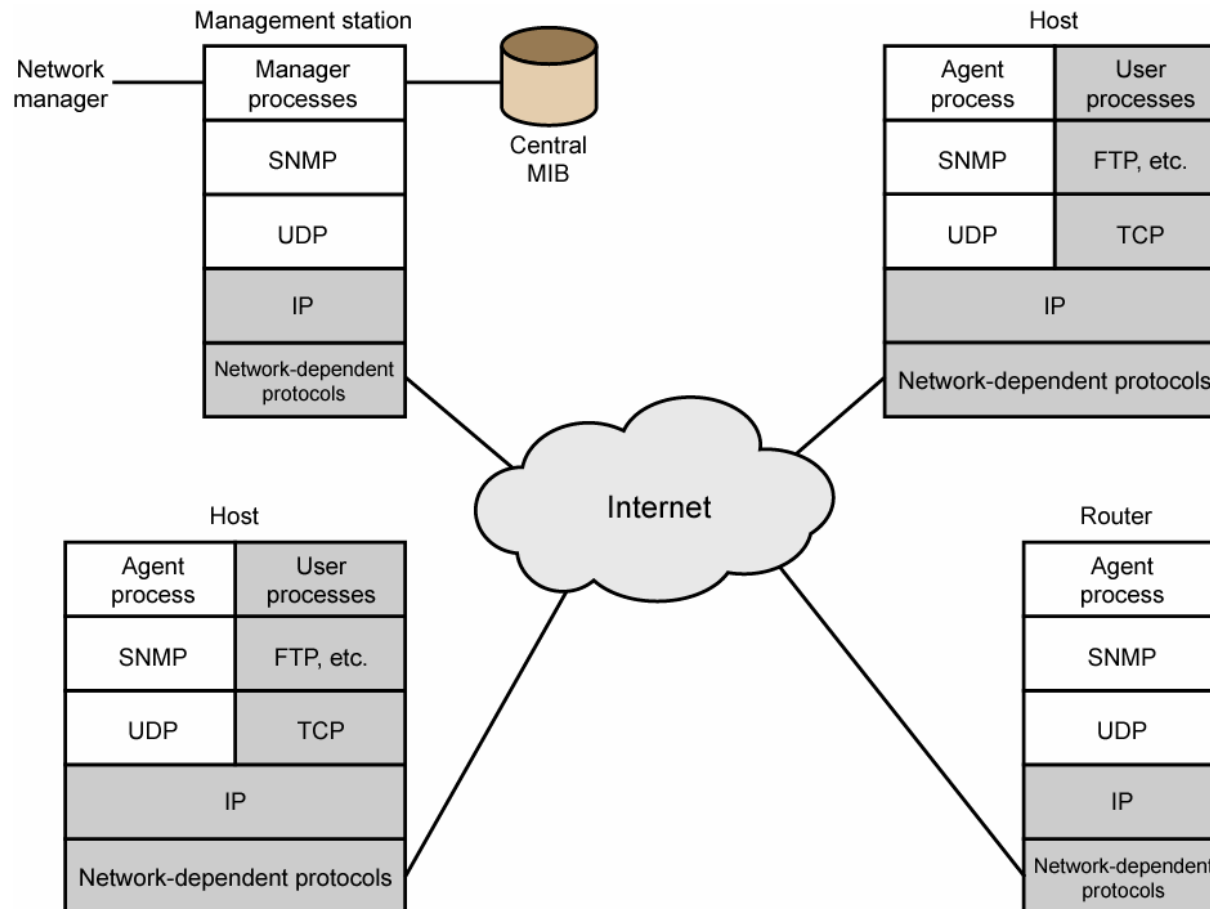 Management station
Network
manager
Manager
processes
SNMP
UDP
IP
Network-dependent
protocols
Central
MIB
Host
Agent
process
User
processes
SNMP
FTP, etc.
UDP
TCP
IP
Network-dependent protocols
Internet
Host
Agent
process
User
processes
SNMP
FTP, etc.
UDP
TCP
IP
Network-dependent protocols
Router
Agent
process
SNMP
UDP
IP
Network-dependent
protocols